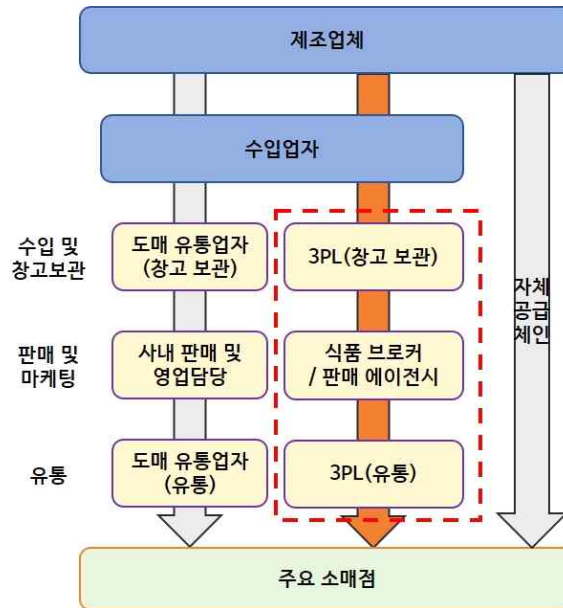 제조업체
수입업자
수입 및
창고보관
도매 유통업자
(창고 보관)
3PL(창고 보관)
자체
공급
체인
판매 및
마케팅
사내 판매 및
영업담당
식품 브로커
/ 판매 에이전시
유통
도매 유통업자
(유통)
3PL(유통)
주요 소매점